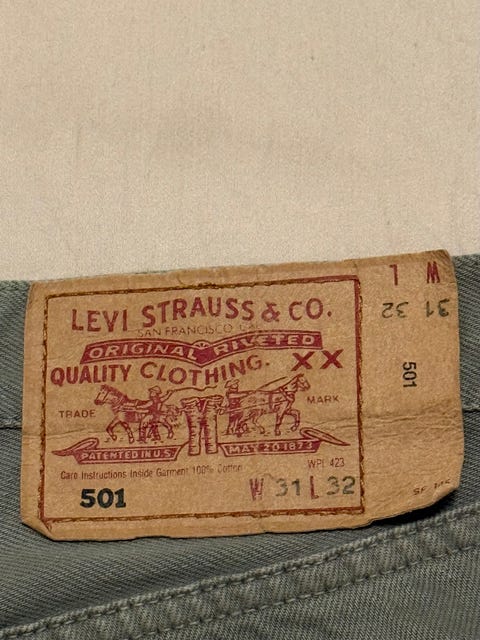 LEVI STRAUSS & CO.
SAN FRANCISCO CAL
ORIGINAL RIVETED
QUALITY CLOTHING. XX
TRADE MARK
PATENTED IN U.S. MAY 20 1873
Care Instructions Inside Garment 100% Cotton WPL 423
501 W 31 L 32
W L
31 32
501